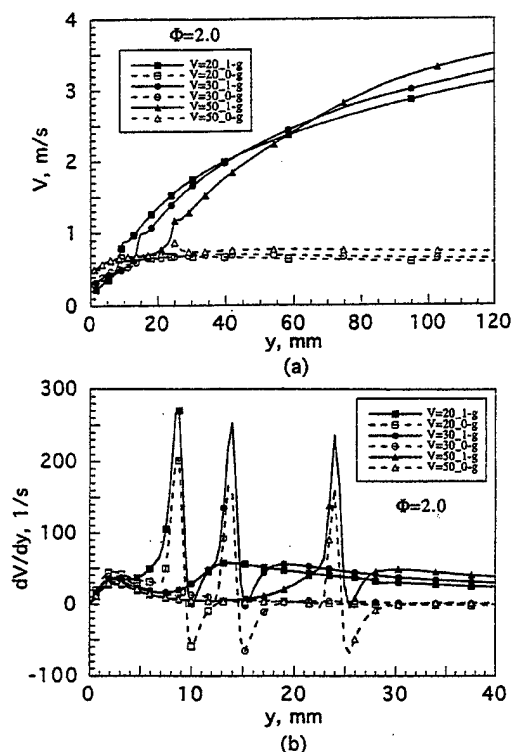 Φ=2.0
V=20_1-g
V=20_0-g
V=30_1-g
V=30_0-g
V=50_1-g
V=50_0-g
4
3
2
1
0
V, m/s
0 20 40 60 80 100 120
y, mm
(a)
300
200
100
0
-100
dV/dy, 1/s
V=20_1-g
V=20_0-g
V=30_1-g
V=30_0-g
V=50_1-g
V=50_0-g
Φ=2.0
0 10 20 30 40
y, mm
(b)